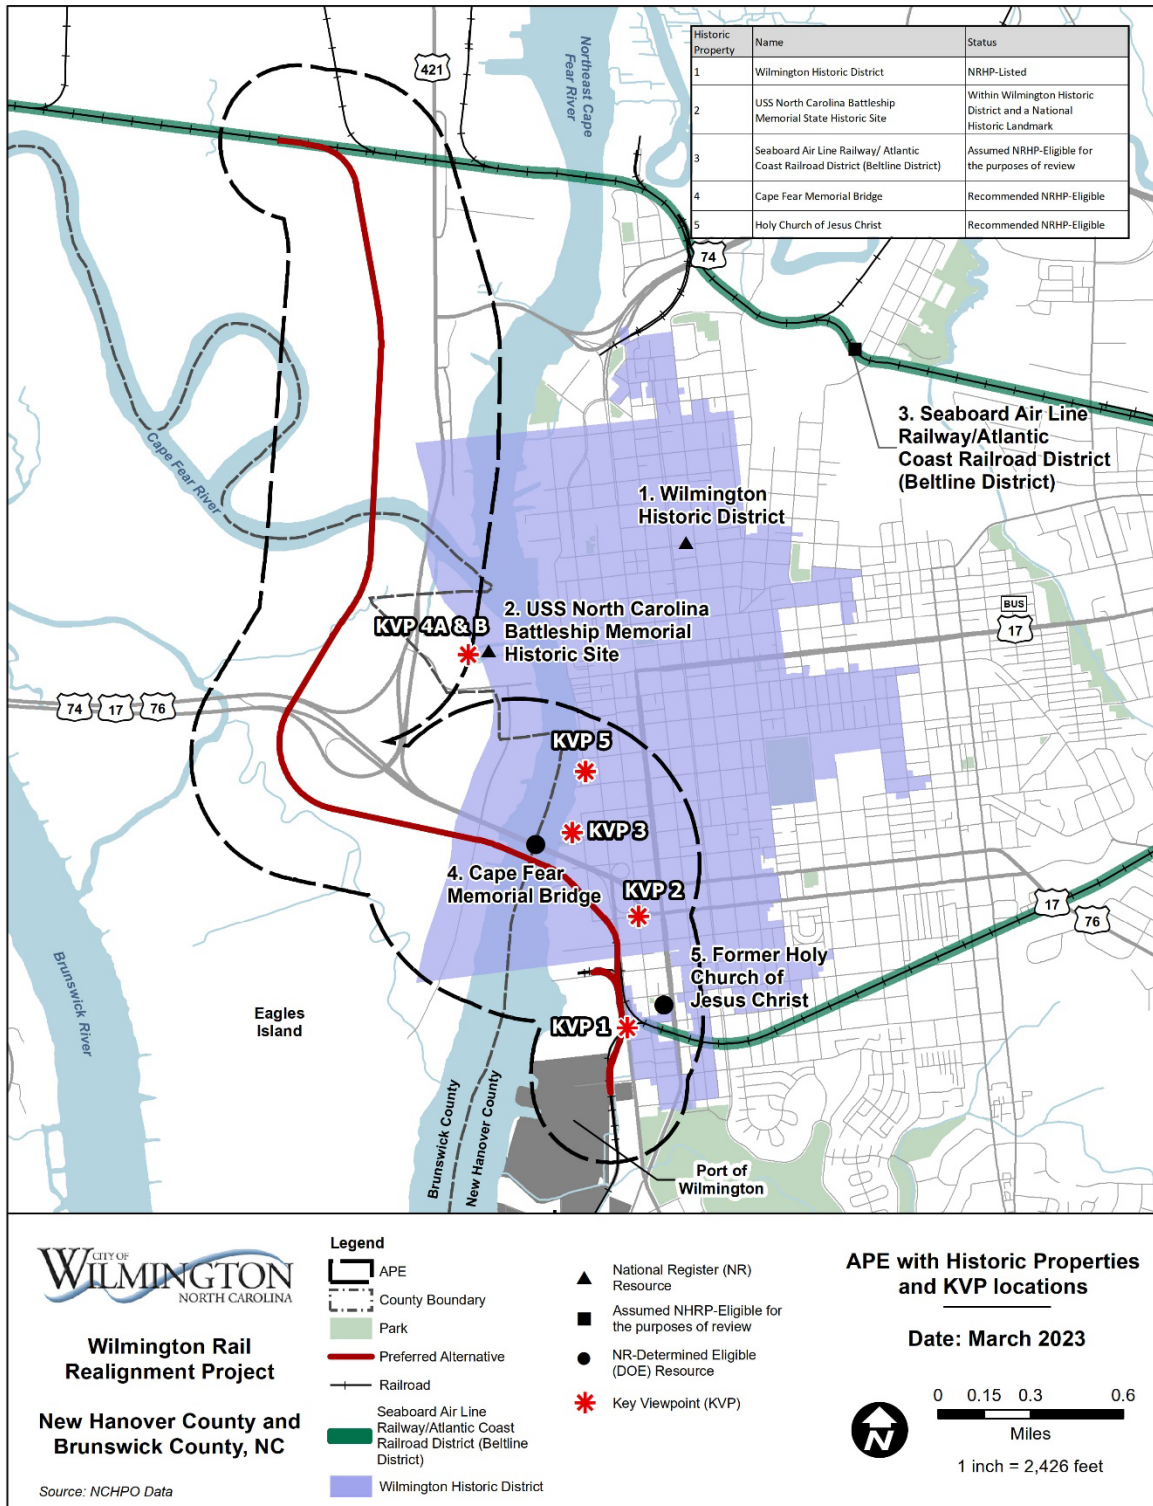 Historic Property
Name
Status
1
Wilmington Historic District
NRHP-Listed
2
USS North Carolina Battleship
Memorial State Historic Site
Within Wilmington Historic
District and a National
Historic Landmark
3
Seaboard Air Line Railway/ Atlantic
Coast Railroad District (Beltline District)
Assumed NRHP-Eligible for
the purposes of review
4
Cape Fear Memorial Bridge
Recommended NRHP-Eligible
5
Holy Church of Jesus Christ
Recommended NRHP-Eligible
421
Northeast Cape
Fear River
74
3. Seaboard Air Line
Railway/Atlantic
Coast Railroad District
(Beltline District)
Cape Fear River
1. Wilmington
Historic District
BUS
17
KVP 4A & B
2. USS North Carolina
Battleship Memorial
Historic Site
74
17
76
KVP 5
KVP 3
4. Cape Fear
Memorial Bridge
KVP 2
17
76
5. Former Holy
Church of
Jesus Christ
Brunswick River
Eagles
Island
KVP 1
Brunswick County
New Hanover County
Port of
Wilmington
CITY OF
WILMINGTON
NORTH CAROLINA
Wilmington Rail
Realignment Project
New Hanover County and
Brunswick County, NC
Source: NCHPO Data
Legend
APE
County Boundary
Park
Preferred Alternative
Railroad
Seaboard Air Line
Railway/Atlantic Coast
Railroad District (Beltline
District)
Wilmington Historic District
National Register (NR)
Resource
Assumed NHRP-Eligible for
the purposes of review
NR-Determined Eligible
(DOE) Resource
Key Viewpoint (KVP)
APE with Historic Properties
and KVP locations
Date: March 2023
N
0 0.15 0.3 0.6
Miles
1 inch = 2,426 feet